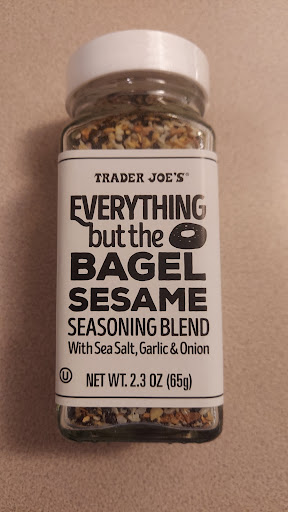 TRADER JOE'S™
EVERYTHING
but the
BAGEL
SESAME
SEASONING BLEND
With Sea Salt, Garlic & Onion
U
NET WT. 2.3 OZ (65g)